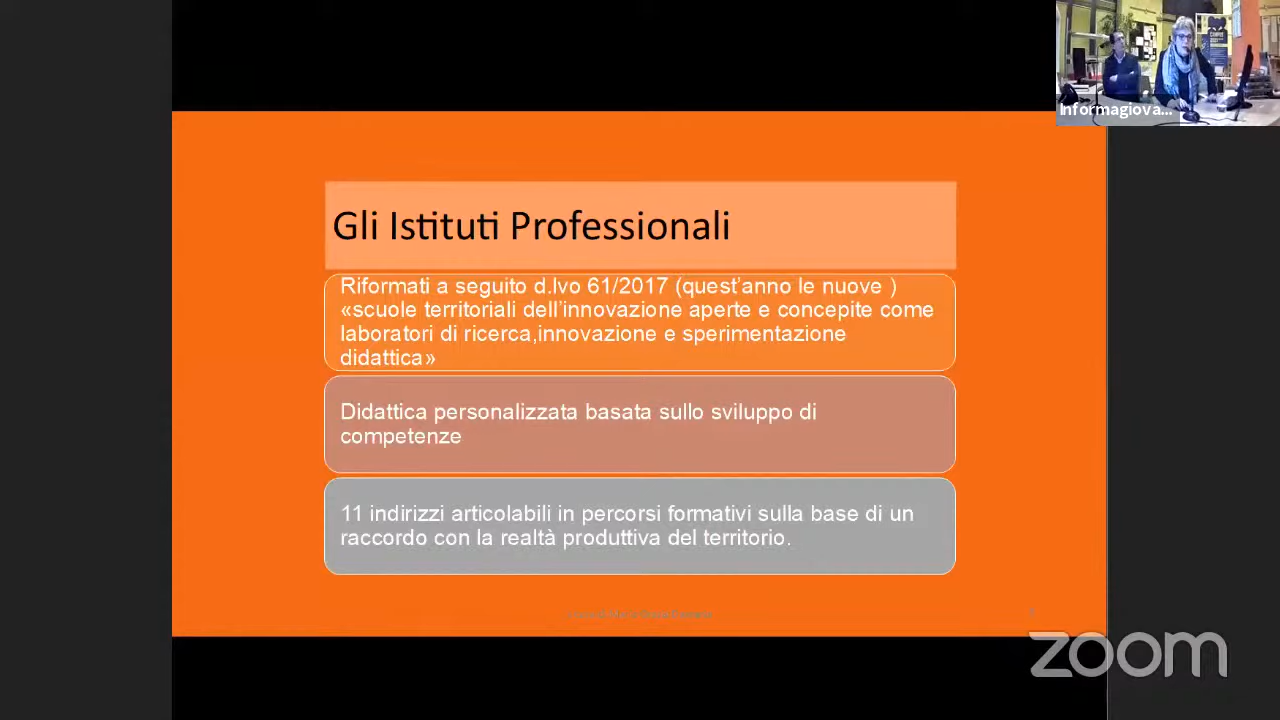 Informagiova...
Gli Istituti Professionali
Riformati a seguito d.lvo 61/2017 (quest'anno le nuove )
«scuole territoriali dell'innovazione aperte e concepite come
laboratori di ricerca,innovazione e sperimentazione
didattica»
Didattica personalizzata basata sullo sviluppo di
competenze
11 indirizzi articolabili in percorsi formativi sulla base di un
raccordo con la realtà produttiva del territorio.
zoom